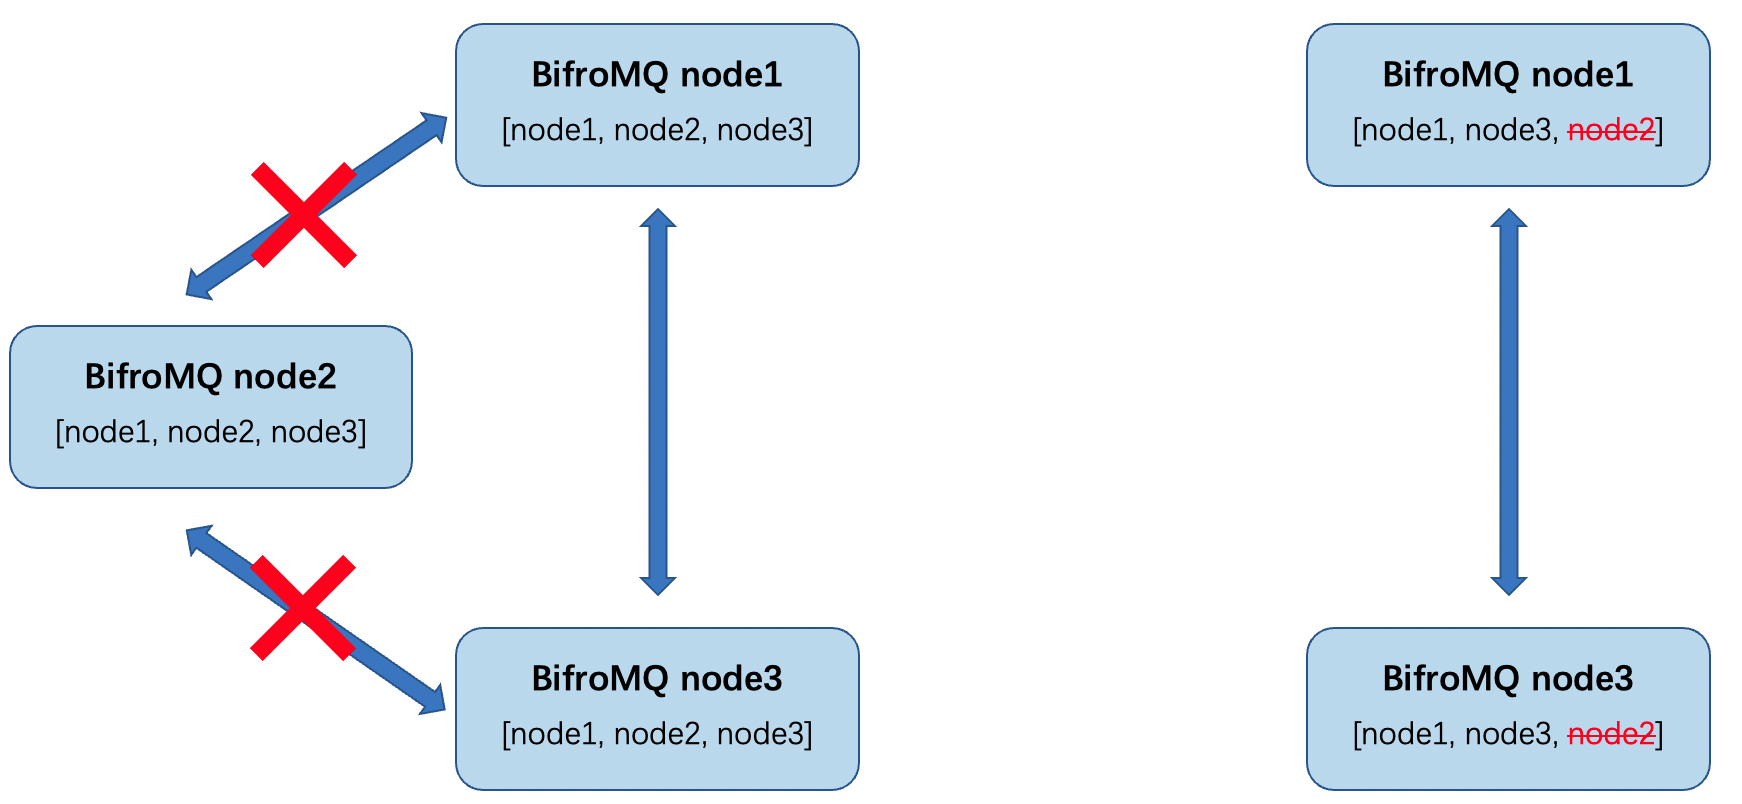 BifroMQ node1
[node1, node2, node3]
BifroMQ node2
[node1, node2, node3]
BifroMQ node3
[node1, node2, node3]
BifroMQ node1
[node1, node3, node2]
BifroMQ node3
[node1, node3, node2]